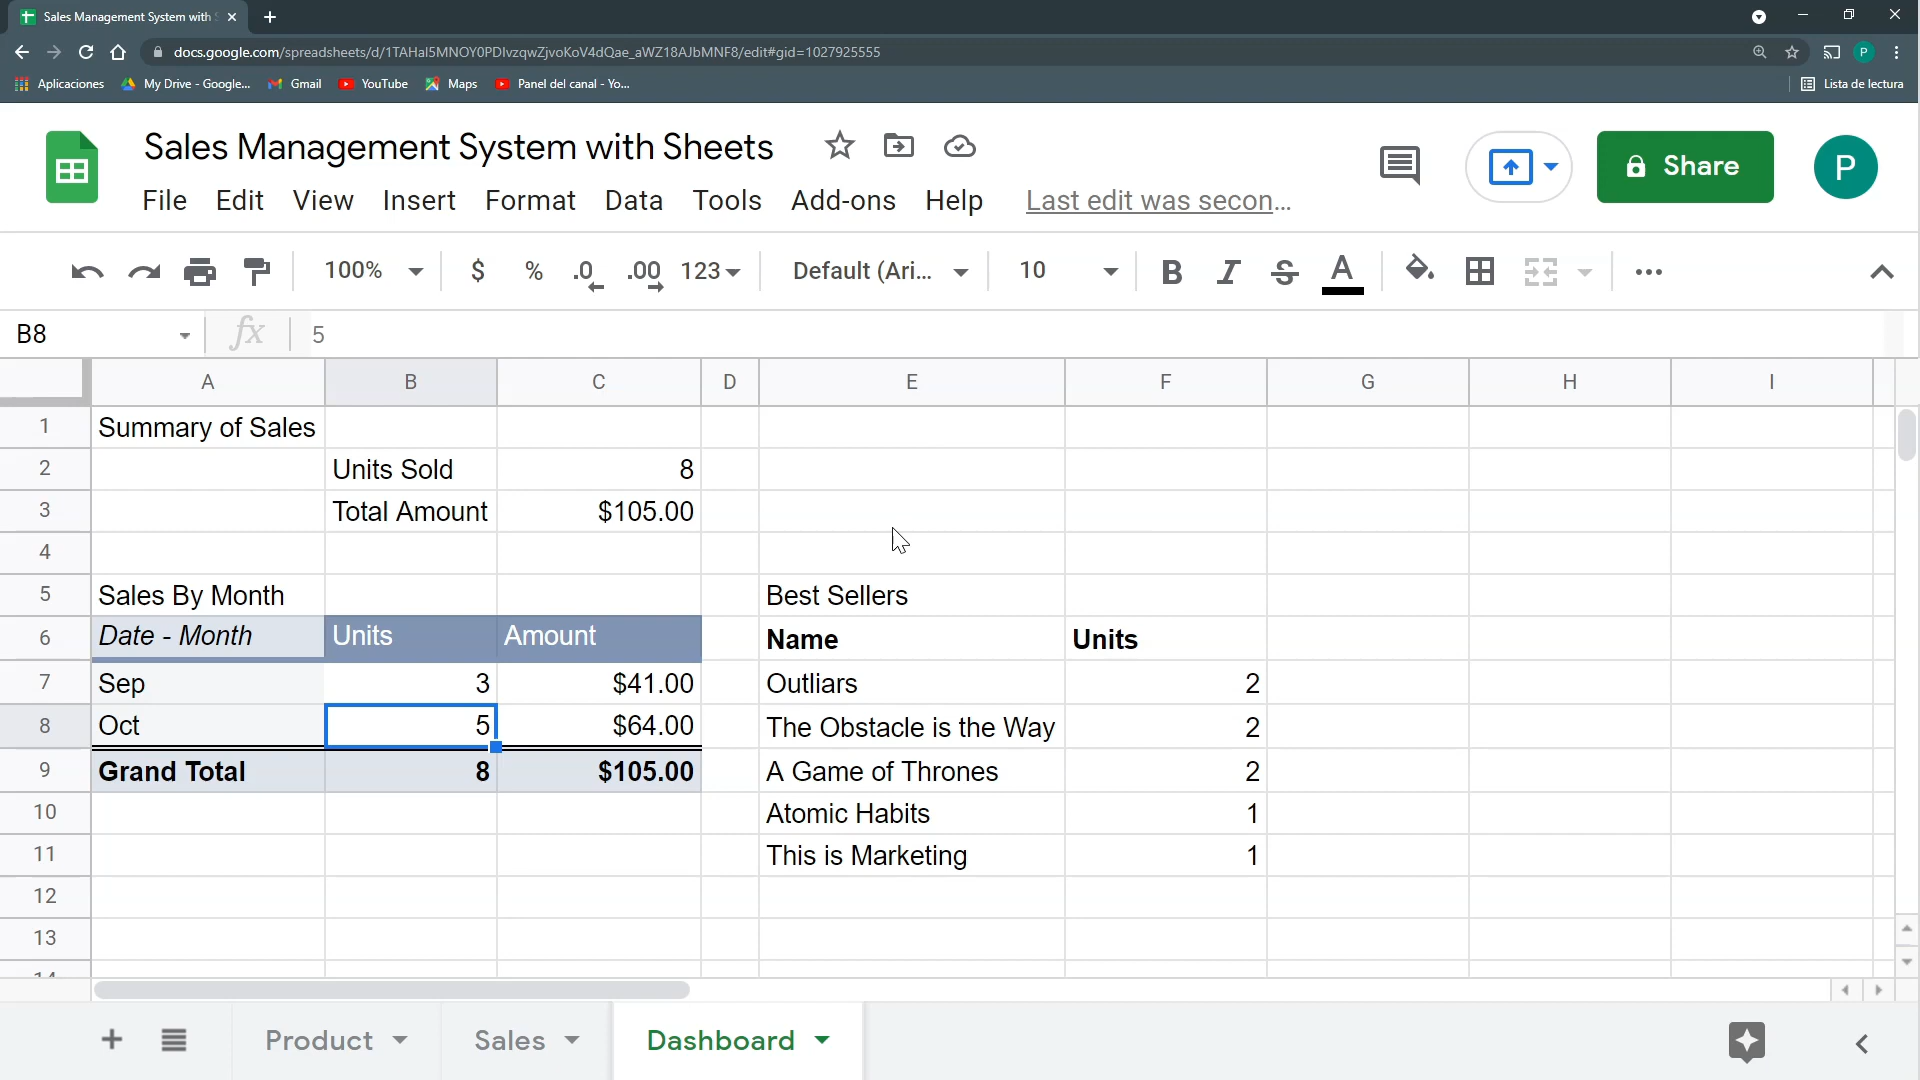 Sales Management System with S
docs.google.com/spreadsheets/d/1TAHal5MNOY0PDlvzqwZjvoKoV4dQae_aWZ18AJbMNF8/edit#gid=1027925555
P
Aplicaciones My Drive - Google... Gmail YouTube Maps Panel del canal - Yo... Lista de lectura
Sales Management System with Sheets
Share
P
File Edit View Insert Format Data Tools Add-ons Help Last edit was secon...
100% $ % .0 .00 123 Default (Ari... 10 B I S A
B8 fx 5
A B C D E F G H I
1 Summary of Sales
2 Units Sold 8
3 Total Amount $105.00
4
5 Sales By Month Best Sellers
6 Date - Month Units Amount Name Units
7 Sep 3 $41.00 Outliars 2
8 Oct 5 $64.00 The Obstacle is the Way 2
9 Grand Total 8 $105.00 A Game of Thrones 2
10 Atomic Habits 1
11 This is Marketing 1
12
13
14
Product Sales Dashboard